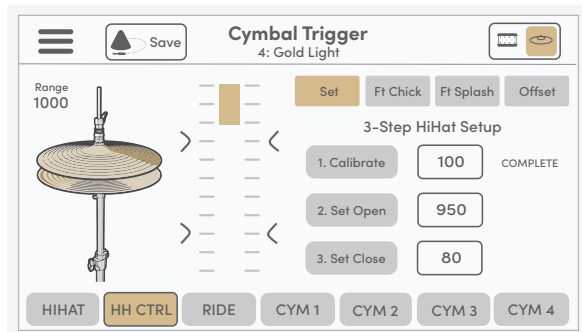 Save
Cymbal Trigger
4: Gold Light
Range
1000
Set
Ft Chick
Ft Splash
Offset
3-Step HiHat Setup
1. Calibrate
100
COMPLETE
2. Set Open
950
3. Set Close
80
HIHAT
HH CTRL
RIDE
CYM 1
CYM 2
CYM 3
CYM 4